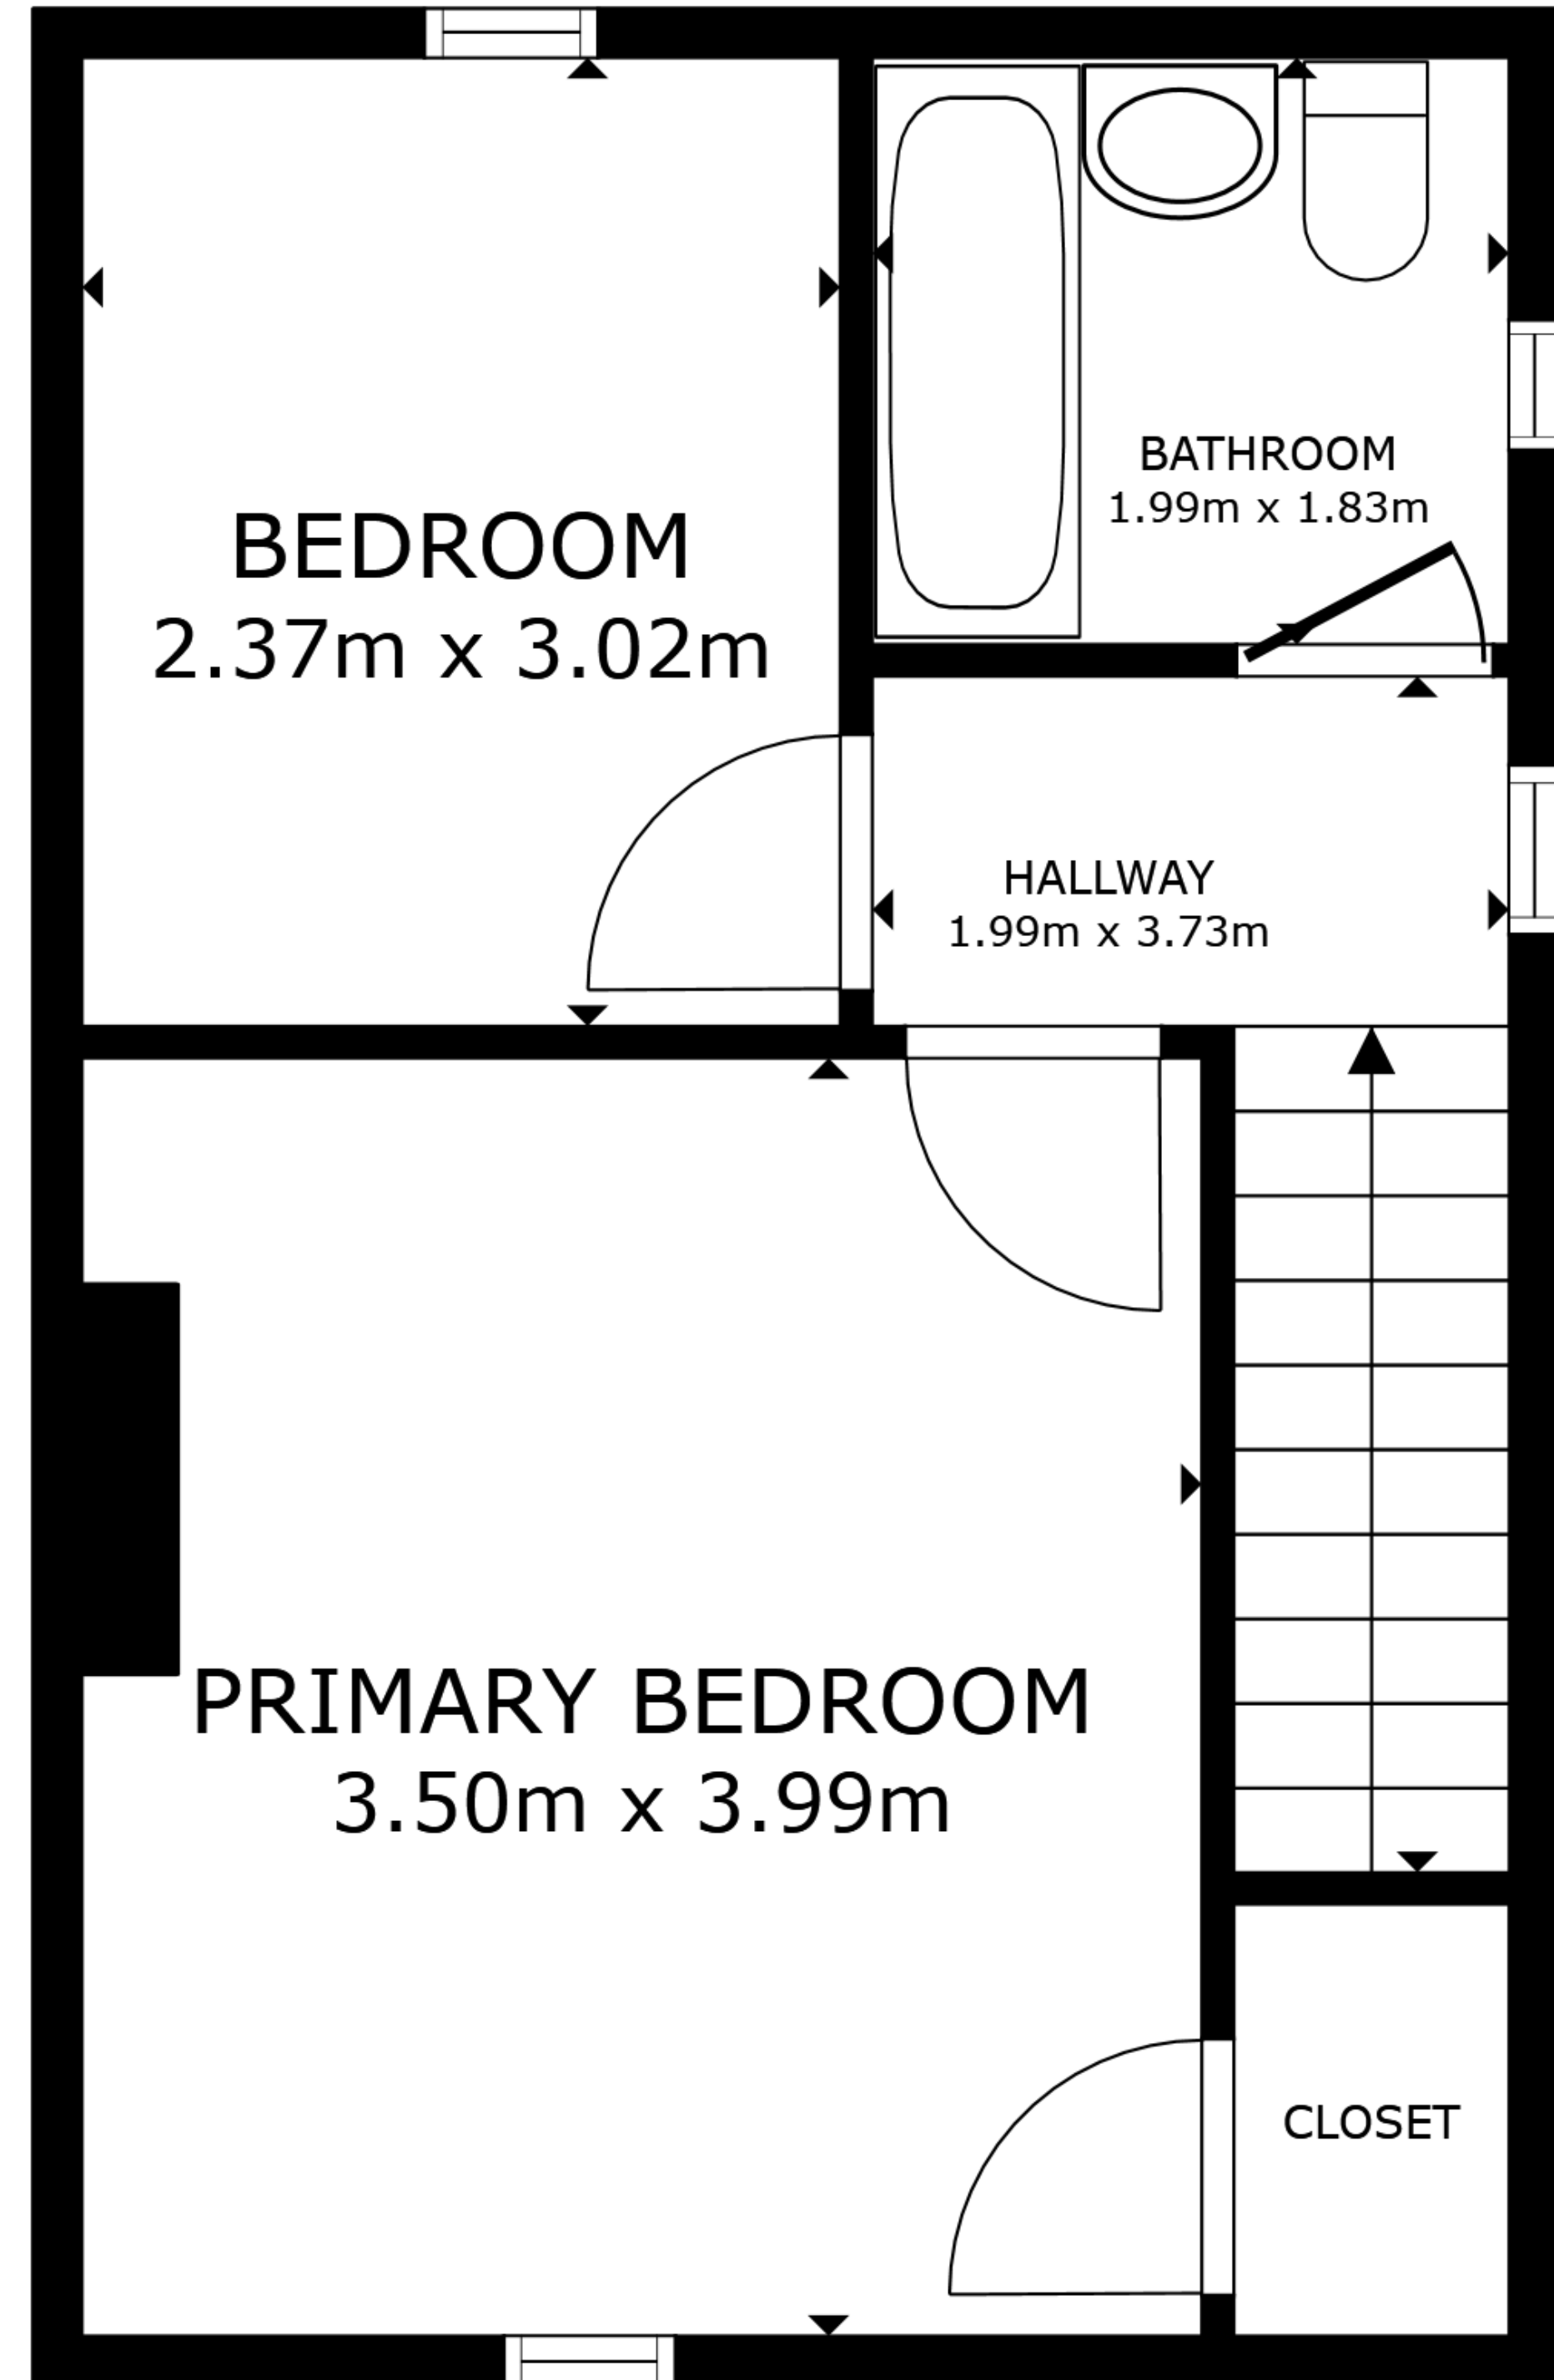 BATHROOM
1.99m x 1.83m
BEDROOM
2.37m x 3.02m
HALLWAY
1.99m x 3.73m
PRIMARY BEDROOM
3.50m x 3.99m
CLOSET